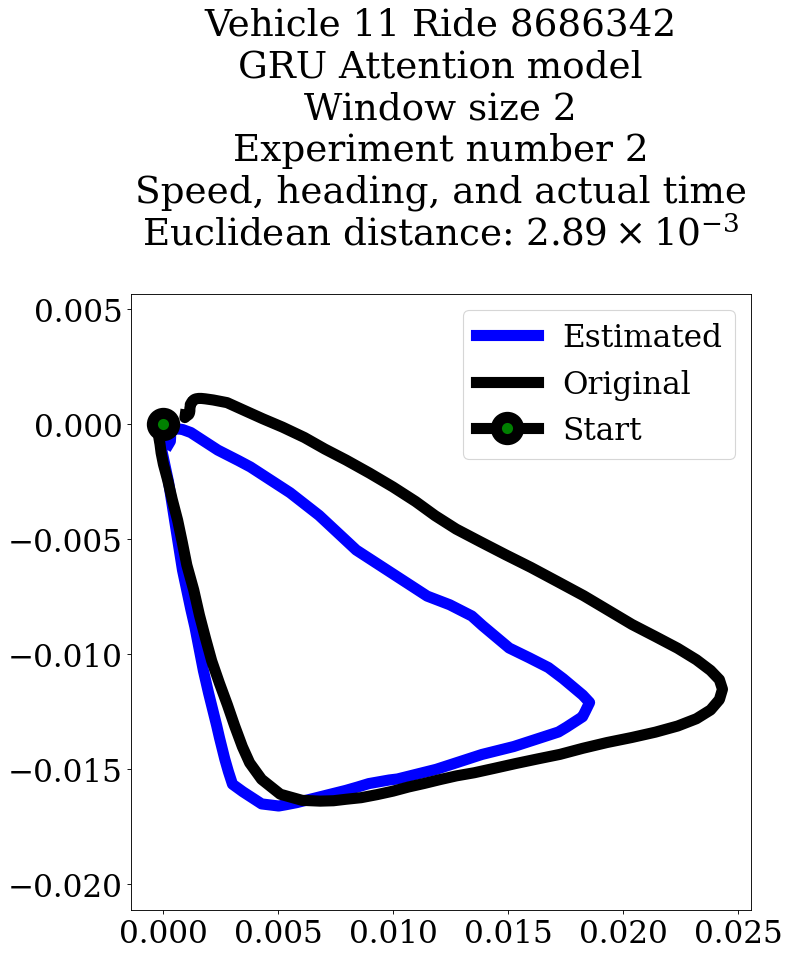 Vehicle 11 Ride 8686342
GRU Attention model
Window size 2
Experiment number 2
Speed, heading, and actual time
Euclidean distance: 2.89 × 10⁻³
Estimated
Original
Start
0.005
0.000
−0.005
−0.010
−0.015
−0.020
0.000 0.005 0.010 0.015 0.020 0.025